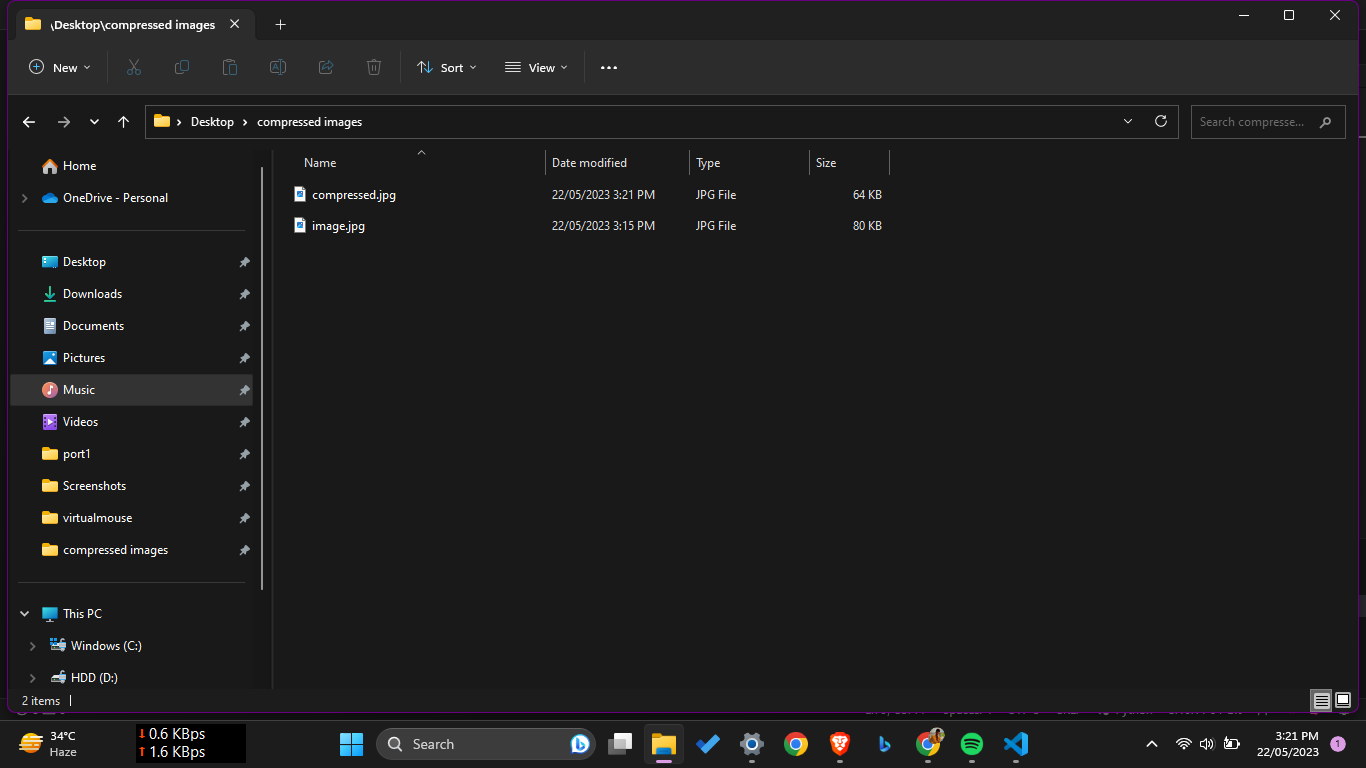 \Desktop\compressed images
New
Sort
View
Desktop
compressed images
Search compresse...
Name
Date modified
Type
Size
compressed.jpg 22/05/2023 3:21 PM JPG File 64 KB
image.jpg 22/05/2023 3:15 PM JPG File 80 KB
Home
OneDrive - Personal
Desktop
Downloads
Documents
Pictures
Music
Videos
port1
Screenshots
virtualmouse
compressed images
This PC
Windows (C:)
HDD (D:)
2 items
34°C
Haze
0.6 KBps
1.6 KBps
Search
3:21 PM
22/05/2023
1